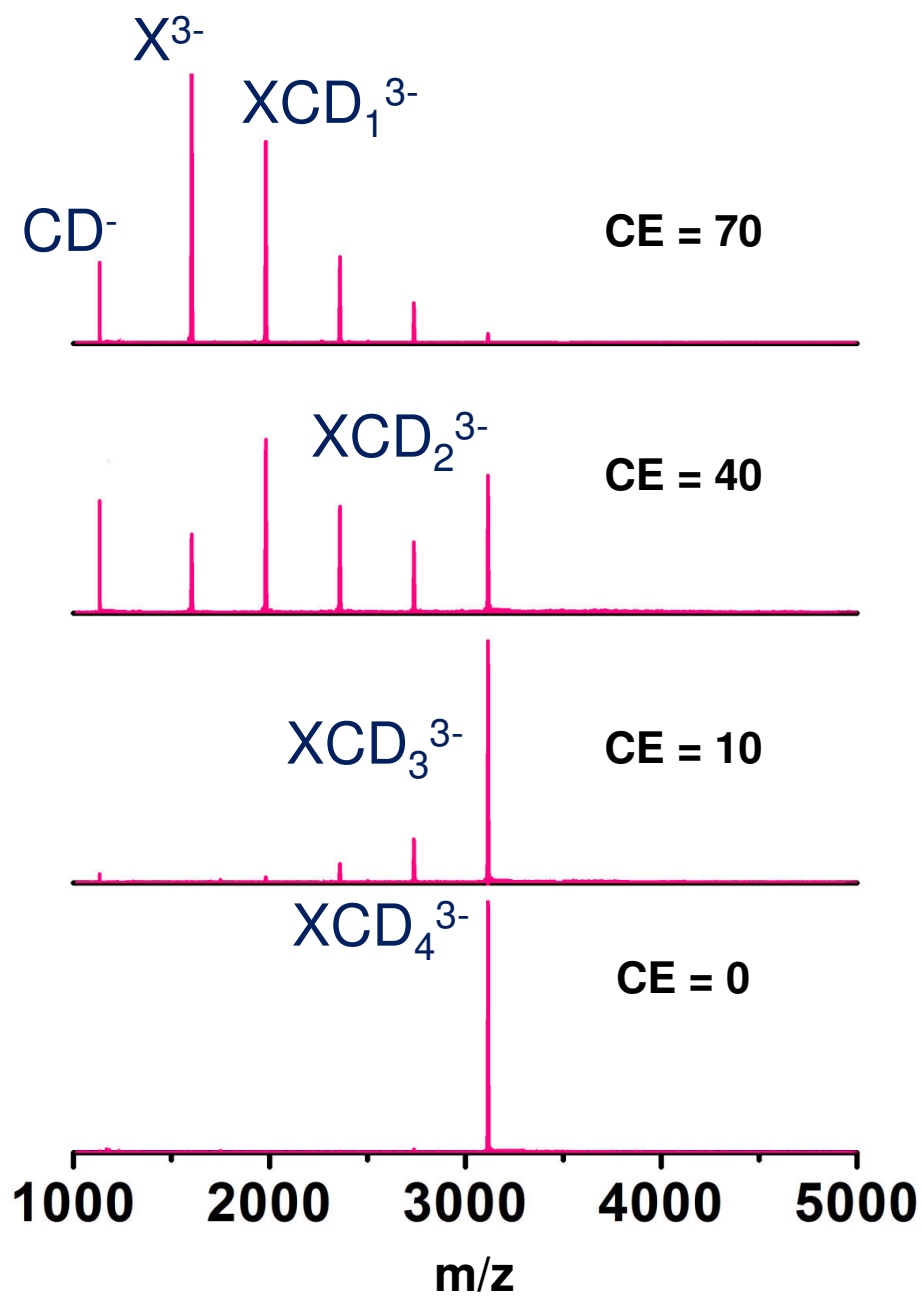 X³⁻
XCD₁³⁻
CD⁻
CE = 70
XCD₂³⁻
CE = 40
XCD₃³⁻
CE = 10
XCD₄³⁻
CE = 0
1000 2000 3000 4000 5000
m/z